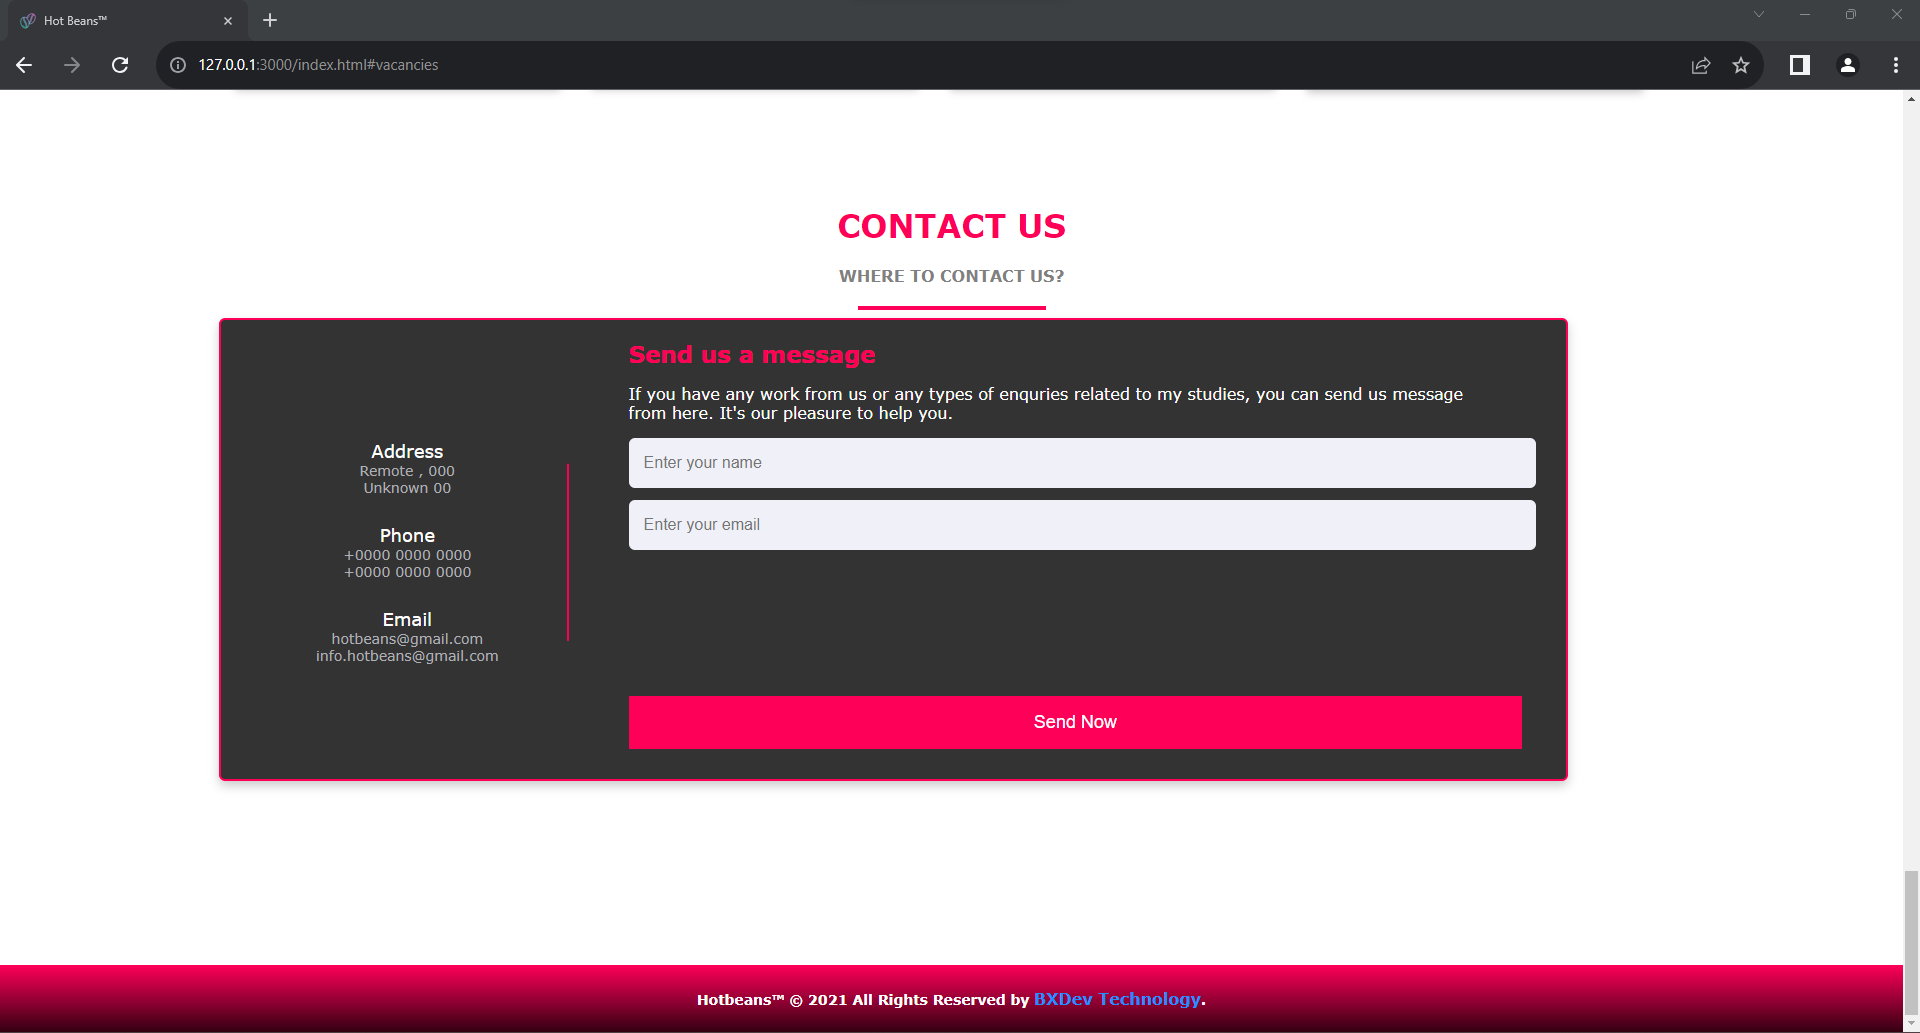 Hot Beans™
127.0.0.1:3000/index.html#vacancies
CONTACT US
WHERE TO CONTACT US?
Address
Remote , 000
Unknown 00
Phone
+0000 0000 0000
+0000 0000 0000
Email
hotbeans@gmail.com
info.hotbeans@gmail.com
Send us a message
If you have any work from us or any types of enquries related to my studies, you can send us message
from here. It's our pleasure to help you.
Enter your name
Enter your email
Send Now
Hotbeans™ © 2021 All Rights Reserved by BXDev Technology.